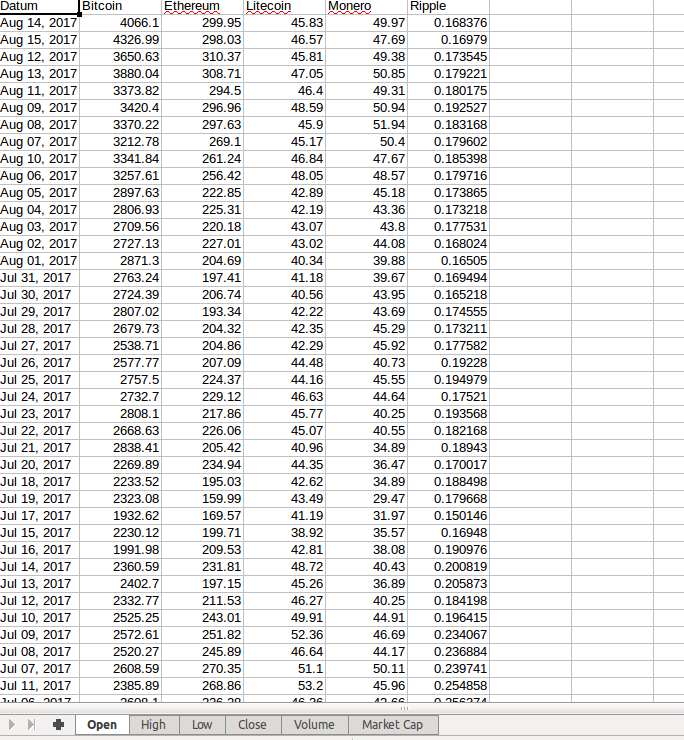 Datum Bitcoin Ethereum Litecoin Monero Ripple
Aug 14, 2017 4066.1 299.95 45.83 49.97 0.168376
Aug 15, 2017 4326.99 298.03 46.57 47.69 0.16979
Aug 12, 2017 3650.63 310.37 45.81 49.38 0.173545
Aug 13, 2017 3880.04 308.71 47.05 50.85 0.179221
Aug 11, 2017 3373.82 294.5 46.4 49.31 0.180175
Aug 09, 2017 3420.4 296.96 48.59 50.94 0.192527
Aug 08, 2017 3370.22 297.63 45.9 51.94 0.183168
Aug 07, 2017 3212.78 269.1 45.17 50.4 0.179602
Aug 10, 2017 3341.84 261.24 46.84 47.67 0.185398
Aug 06, 2017 3257.61 256.42 48.05 48.57 0.179716
Aug 05, 2017 2897.63 222.85 42.89 45.18 0.173865
Aug 04, 2017 2806.93 225.31 42.19 43.36 0.173218
Aug 03, 2017 2709.56 220.18 43.07 43.8 0.177531
Aug 02, 2017 2727.13 227.01 43.02 44.08 0.168024
Aug 01, 2017 2871.3 204.69 40.34 39.88 0.16505
Jul 31, 2017 2763.24 197.41 41.18 39.67 0.169494
Jul 30, 2017 2724.39 206.74 40.56 43.95 0.165218
Jul 29, 2017 2807.02 193.34 42.22 43.69 0.174555
Jul 28, 2017 2679.73 204.32 42.35 45.29 0.173211
Jul 27, 2017 2538.71 204.86 42.29 45.92 0.177582
Jul 26, 2017 2577.77 207.09 44.48 40.73 0.19228
Jul 25, 2017 2757.5 224.37 44.16 45.55 0.194979
Jul 24, 2017 2732.7 229.12 46.63 44.64 0.17521
Jul 23, 2017 2808.1 217.86 45.77 40.25 0.193568
Jul 22, 2017 2668.63 226.06 45.07 40.55 0.182168
Jul 21, 2017 2838.41 205.42 40.96 34.89 0.18943
Jul 20, 2017 2269.89 234.94 44.35 36.47 0.170017
Jul 18, 2017 2233.52 195.03 42.62 34.89 0.188498
Jul 19, 2017 2323.08 159.99 43.49 29.47 0.179668
Jul 17, 2017 1932.62 169.57 41.19 31.97 0.150146
Jul 15, 2017 2230.12 199.71 38.92 35.57 0.16948
Jul 16, 2017 1991.98 209.53 42.81 38.08 0.190976
Jul 14, 2017 2360.59 231.81 48.72 40.43 0.200819
Jul 13, 2017 2402.7 197.15 45.26 36.89 0.205873
Jul 12, 2017 2332.77 211.53 46.27 40.25 0.184198
Jul 10, 2017 2525.25 243.01 49.91 44.91 0.196415
Jul 09, 2017 2572.61 251.82 52.36 46.69 0.234067
Jul 08, 2017 2520.27 245.89 46.64 44.17 0.236884
Jul 07, 2017 2608.59 270.35 51.1 50.11 0.239741
Jul 11, 2017 2385.89 268.86 53.2 45.96 0.254858
Open High Low Close Volume Market Cap